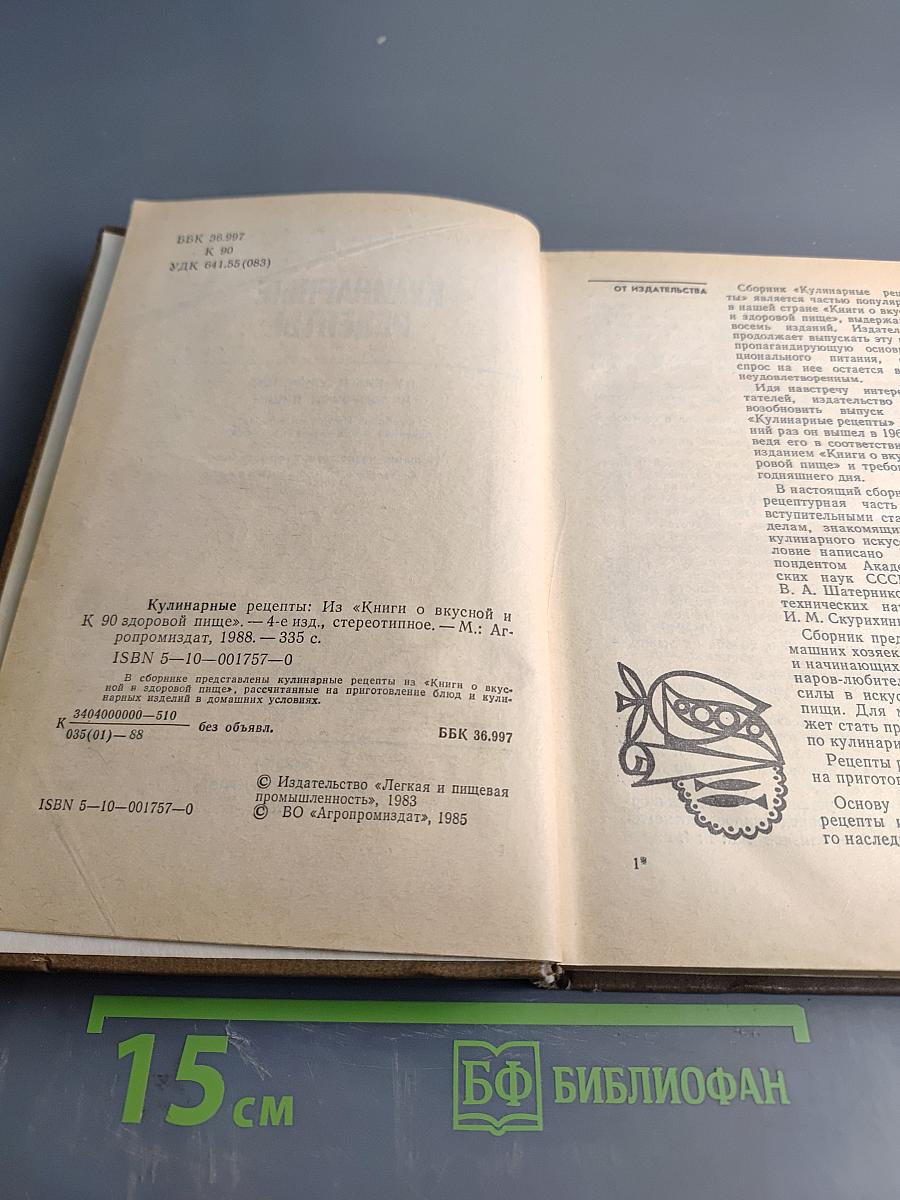 ББК 36.997
К 90
УДК 641.55(083)
Кулинарные рецепты: Из «Книги о вкусной и
К 90 здоровой пище». — 4-е изд., стереотипное. — М.: Аг-
ропромиздат, 1988. — 335 с.
ISBN 5—10—001757—0
В сборнике представлены кулинарные рецепты из «Книги о вкус-
ной и здоровой пище», рассчитанные на приготовление блюд и кули-
нарных изделий в домашних условиях.
К 3404000000—510
035(01)—88
без объявл.
ББК 36.997
© Издательство «Легкая и пищевая
промышленность», 1983
ISBN 5—10—001757—0
© ВО «Агропромиздат», 1985
ОТ ИЗДАТЕЛЬСТВА
Сборник «Кулинарные рец
ты» является частью популяр
в нашей стране «Книги о вку
и здоровой пище», выдержа
восемь изданий. Издател
продолжает выпускать эту
пропагандирующую основ
ционального питания,
спрос на нее остается в
неудовлетворенным.
Идя навстречу интере
тателей, издательство
возобновить выпуск
«Кулинарные рецепты»
ний раз он вышел в 196
ведя его в соответстви
изданием «Книги о вку
ровой пище» и требо
годняшнего дня.
В настоящий сборн
рецептурная часть
вступительными ста
делам, знакомящи
кулинарного искус
ловие написано
пондентом Акаде
ских наук СССР
В. А. Шатернико
технических на
И. М. Скурихин
Сборник пред
машних хозяек
и начинающих
наров-любител
силы в искус
пищи. Для м
жет стать пр
по кулинари
Рецепты р
на приготов
Основу
рецепты и
го наслед
1*
15 см
БФ БИБЛИОФАН